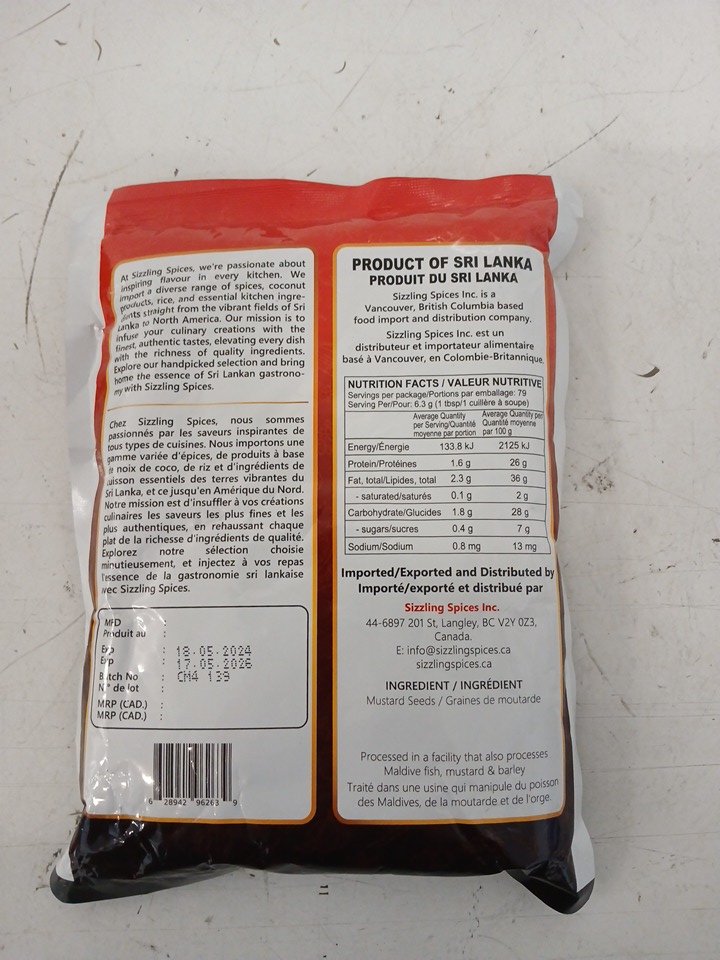 At Sizzling Spices, we're passionate about
inspiring flavour in every kitchen. We
import a diverse range of spices, coconut
products, rice, and essential kitchen ingre-
ents straight from the vibrant fields of Sri
Lanka to North America. Our mission is to
infuse your culinary creations with the
finest, authentic tastes, elevating every dish
with the richness of quality ingredients.
Explore our handpicked selection and bring
home the essence of Sri Lankan gastrono-
my with Sizzling Spices.
Chez Sizzling Spices, nous sommes
passionnés par les saveurs inspirantes de
tous types de cuisines. Nous importons une
gamme variée d'épices, de produits à base
de noix de coco, de riz et d'ingrédients de
cuisson essentiels des terres vibrantes du
Sri Lanka, et ce jusqu'en Amérique du Nord.
Notre mission est d'insuffler à vos créations
culinaires les saveurs les plus fines et les
plus authentiques, en rehaussant chaque
plat de la richesse d'ingrédients de qualité.
Explorez notre sélection choisie
minutieusement, et injectez à vos repas
l'essence de la gastronomie sri lankaise
avec Sizzling Spices.
MFD :
Produit au :
Exp : 18.05.2024
Exp : 17.05.2026
Batch No : CM4 139
N° de lot :
MRP (CAD.) :
MRP (CAD.) :
6 28942 96263 9
PRODUCT OF SRI LANKA
PRODUIT DU SRI LANKA
Sizzling Spices Inc. is a
Vancouver, British Columbia based
food import and distribution company.
Sizzling Spices Inc. est un
distributeur et importateur alimentaire
basé à Vancouver, en Colombie-Britannique.
NUTRITION FACTS / VALEUR NUTRITIVE
Servings per package/Portions par emballage: 79
Serving Per/Pour: 6.3 g (1 tbsp/1 cuillère à soupe)
Average Quantity per Serving/Quantité moyenne par portion Average Quantity per Quantité moyenne par 100 g
Energy/Énergie 133.8 kJ 2125 kJ
Protein/Protéines 1.6 g 26 g
Fat, total/Lipides, total 2.3 g 36 g
- saturated/saturés 0.1 g 2 g
Carbohydrate/Glucides 1.8 g 28 g
- sugars/sucres 0.4 g 7 g
Sodium/Sodium 0.8 mg 13 mg
Imported/Exported and Distributed by
Importé/exporté et distribué par
Sizzling Spices Inc.
44-6897 201 St, Langley, BC V2Y 0Z3,
Canada.
E: info@sizzlingspices.ca
sizzlingspices.ca
INGREDIENT / INGRÉDIENT
Mustard Seeds / Graines de moutarde
Processed in a facility that also processes
Maldive fish, mustard & barley
Traité dans une usine qui manipule du poisson
des Maldives, de la moutarde et de l'orge.